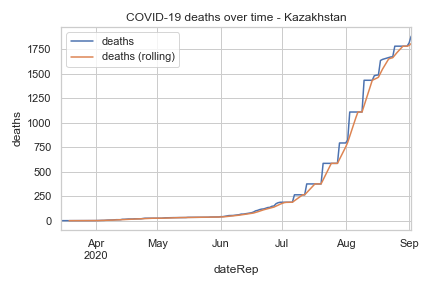 COVID-19 deaths over time - Kazakhstan
deaths
deaths (rolling)
1750
1500
1250
1000
750
500
250
0
deaths
Apr May Jun Jul Aug Sep
2020
dateRep